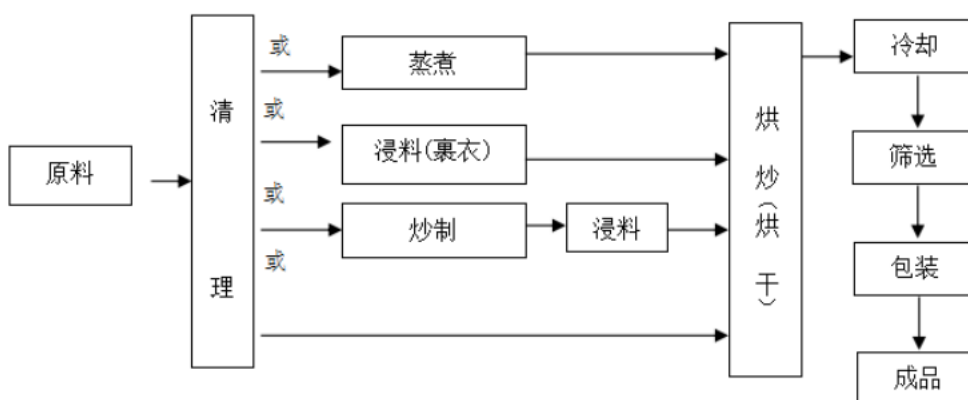 原料
清理
或
蒸煮
或
浸料(裹衣)
或
炒制
浸料
或
烘炒(烘干)
冷却
筛选
包装
成品